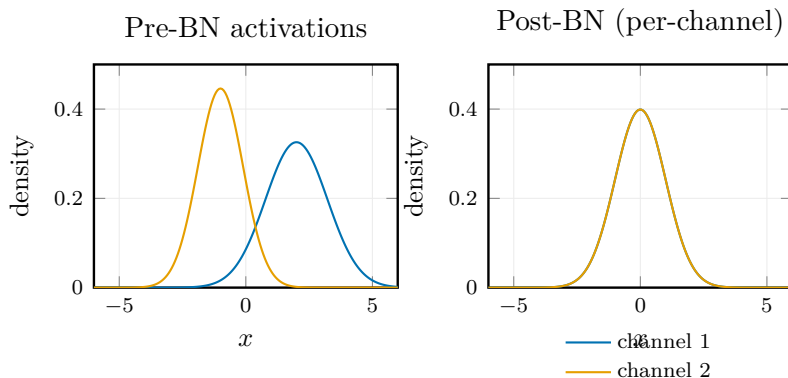 Pre-BN activations
density
0.4
0.2
0
−5
0
5
x
Post-BN (per-channel)
density
0.4
0.2
0
−5
0
5
x
channel 1
channel 2